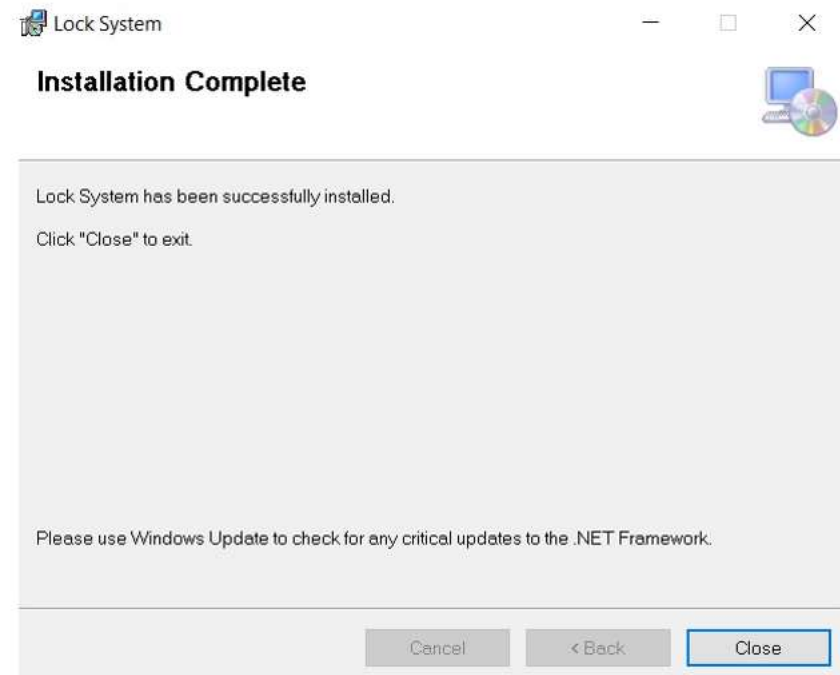 Lock System
Installation Complete
Lock System has been successfully installed.
Click "Close" to exit.
Please use Windows Update to check for any critical updates to the .NET Framework.
Cancel
< Back
Close